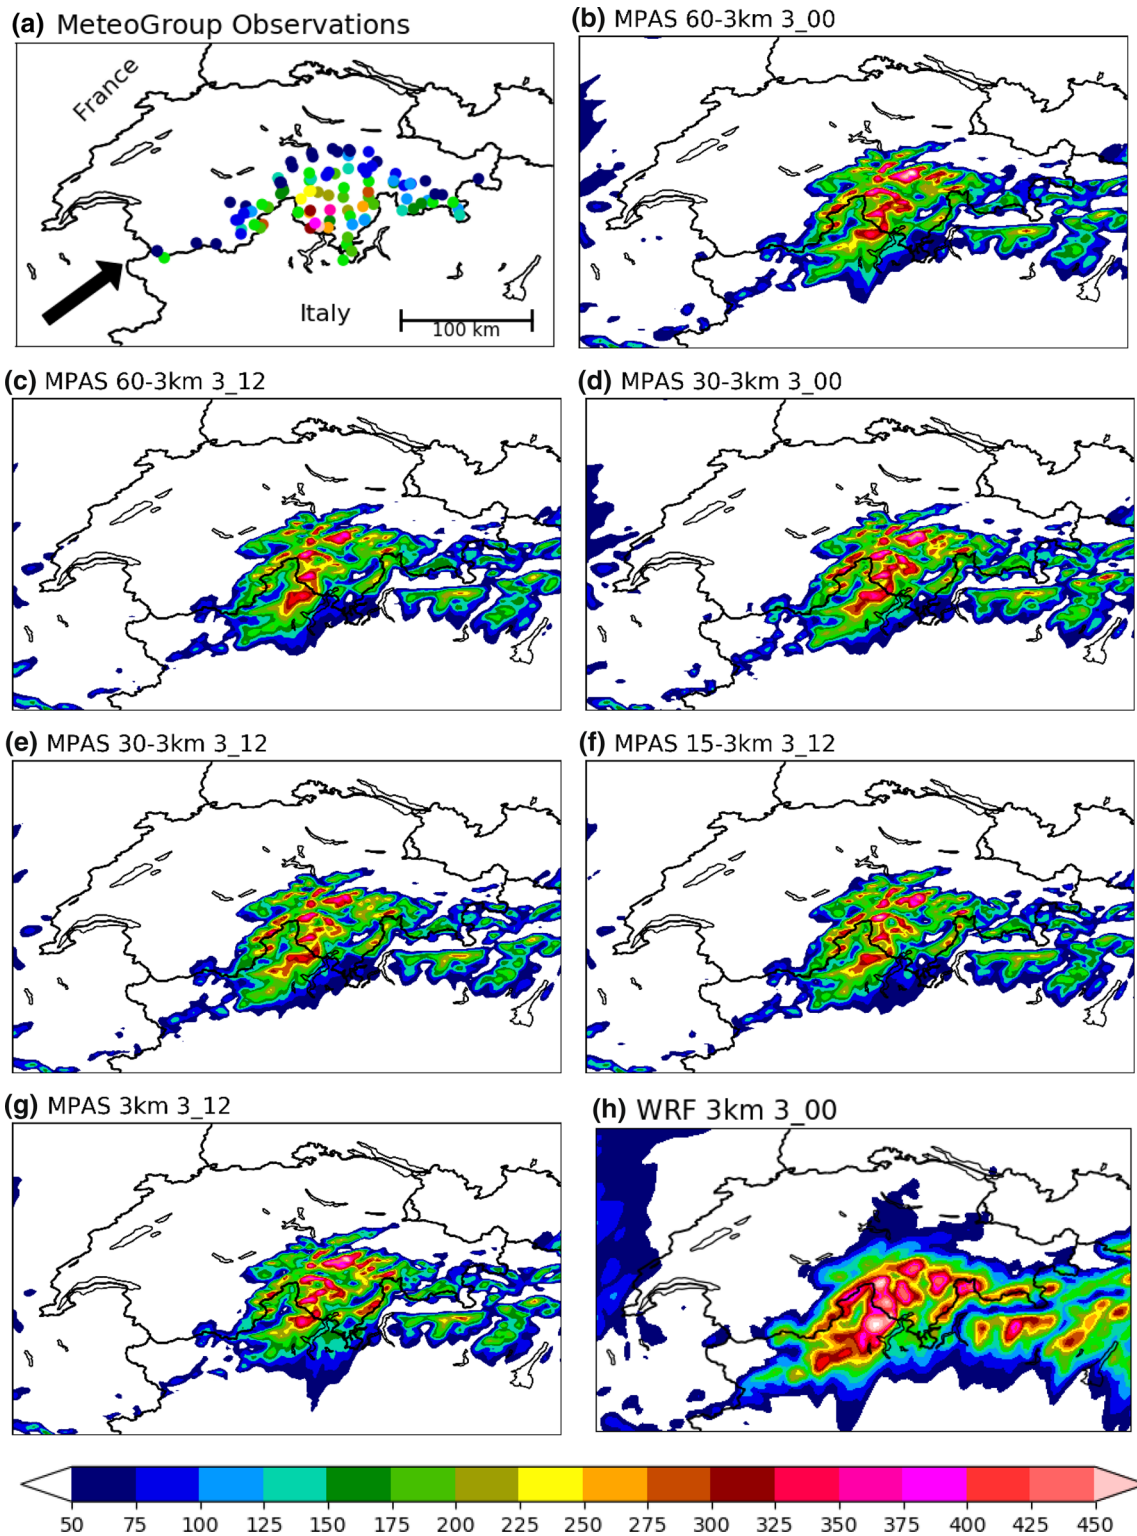 (a) MeteoGroup Observations
France
Italy
100 km
(b) MPAS 60-3km 3_00
(c) MPAS 60-3km 3_12
(d) MPAS 30-3km 3_00
(e) MPAS 30-3km 3_12
(f) MPAS 15-3km 3_12
(g) MPAS 3km 3_12
(h) WRF 3km 3_00
50 75 100 125 150 175 200 225 250 275 300 325 350 375 400 425 450